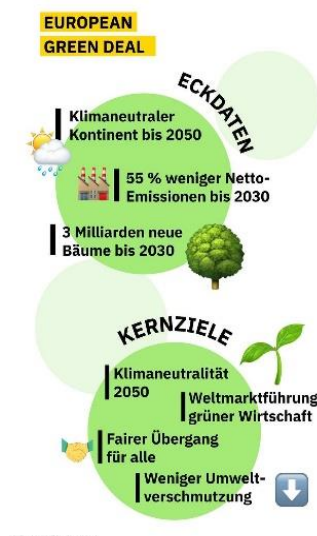 EUROPEAN
GREEN DEAL
ECKDATEN
Klimaneutraler
Kontinent bis 2050
55 % weniger Netto-
Emissionen bis 2030
3 Milliarden neue
Bäume bis 2030
KERNZIELE
Klimaneutralität
2050
Weltmarktführung
grüner Wirtschaft
Fairer Übergang
für alle
Weniger Umwelt-
verschmutzung